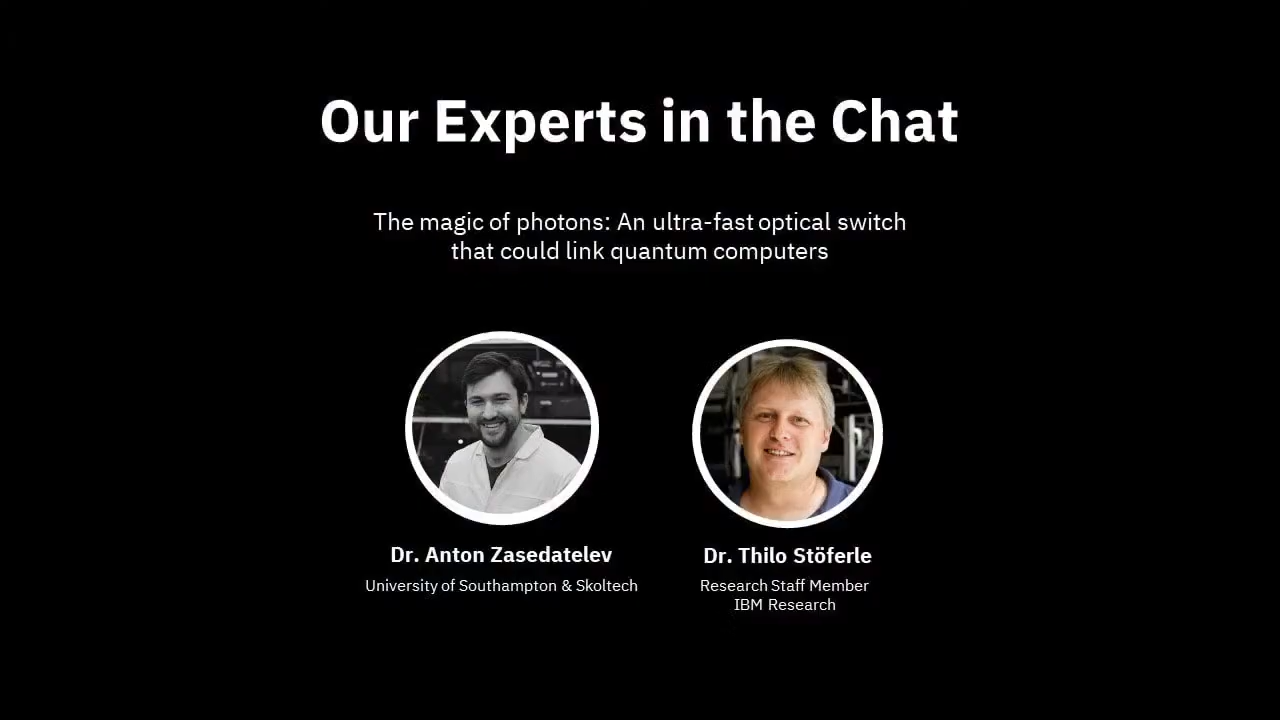 Our Experts in the Chat
The magic of photons: An ultra-fast optical switch
that could link quantum computers
Dr. Anton Zasedatelev
University of Southampton & Skoltech
Dr. Thilo Stöferle
Research Staff Member
IBM Research